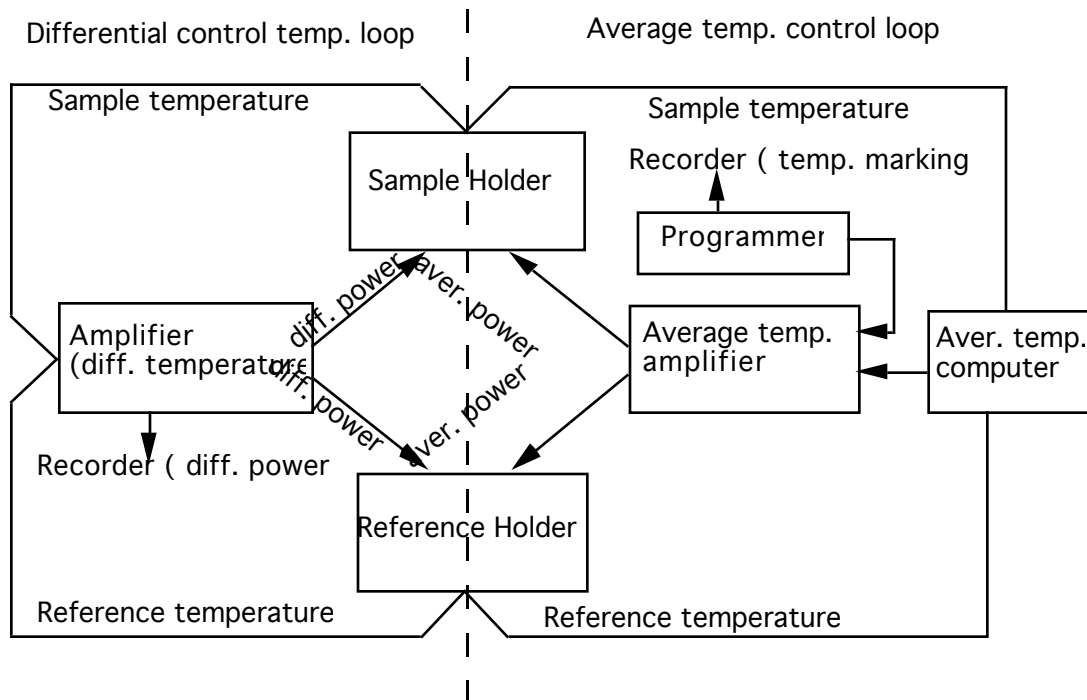 Differential control temp. loop
Average temp. control loop
Sample temperature
Sample temperature
Recorder ( temp. marking
Sample Holder
Programmer
diff. power
aver. power
Amplifier
(diff. temperature
Average temp.
amplifier
Aver. temp.
computer
diff. power
aver. power
Recorder ( diff. power
Reference Holder
Reference temperature
Reference temperature